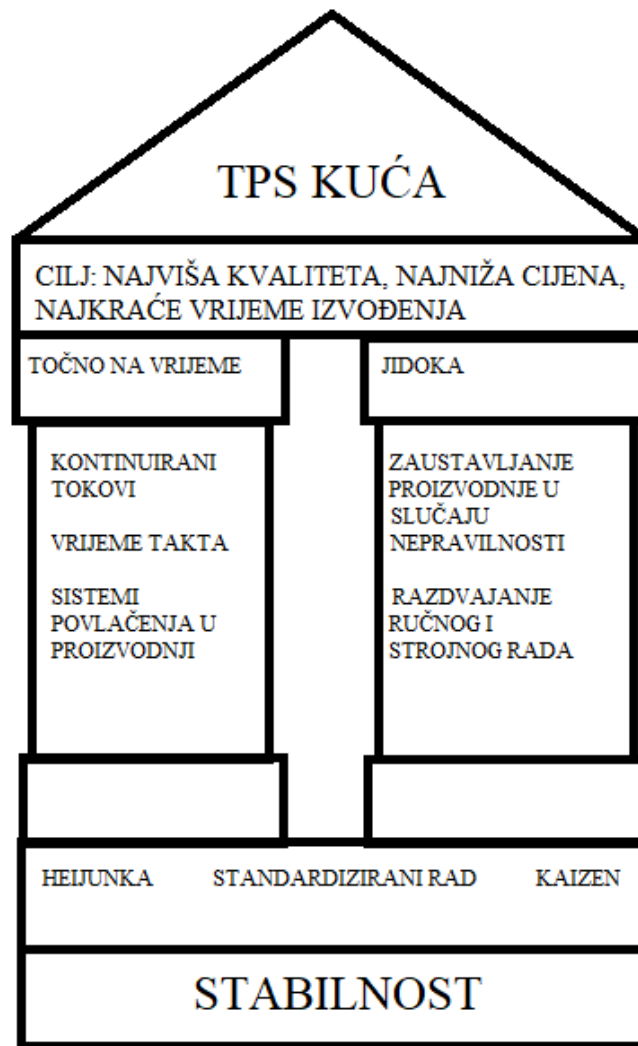 TPS KUĆA
CILJ: NAJVIŠA KVALITETA, NAJNIŽA CIJENA,
NAJKRAĆE VRIJEME IZVOĐENJA
TOČNO NA VRIJEME
JIDOKA
KONTINUIRANI
TOKOVI
VRIJEME TAKTA
SISTEMI
POVLAČENJA U
PROIZVODNJI
ZAUSTAVLJANJE
PROIZVODNJE U
SLUČAJU
NEPRAVILNOSTI
RAZDVAJANJE
RUČNOG I
STROJNOG RADA
HEIJUNKA STANDARDIZIRANI RAD KAIZEN
STABILNOST